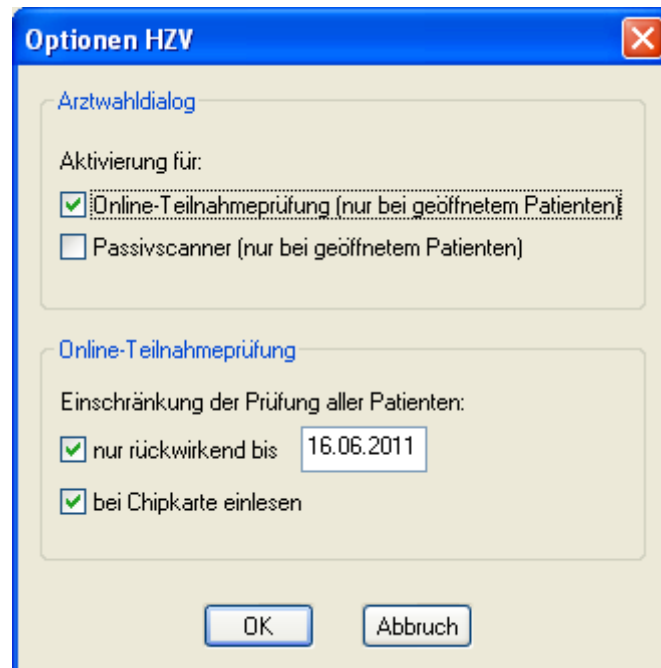 Optionen HZV
Arztwahldialog
Aktivierung für:
Online-Teilnahmeprüfung (nur bei geöffnetem Patienten)
Passivscanner (nur bei geöffnetem Patienten)
Online-Teilnahmeprüfung
Einschränkung der Prüfung aller Patienten:
nur rückwirkend bis 16.06.2011
bei Chipkarte einlesen
OK Abbruch